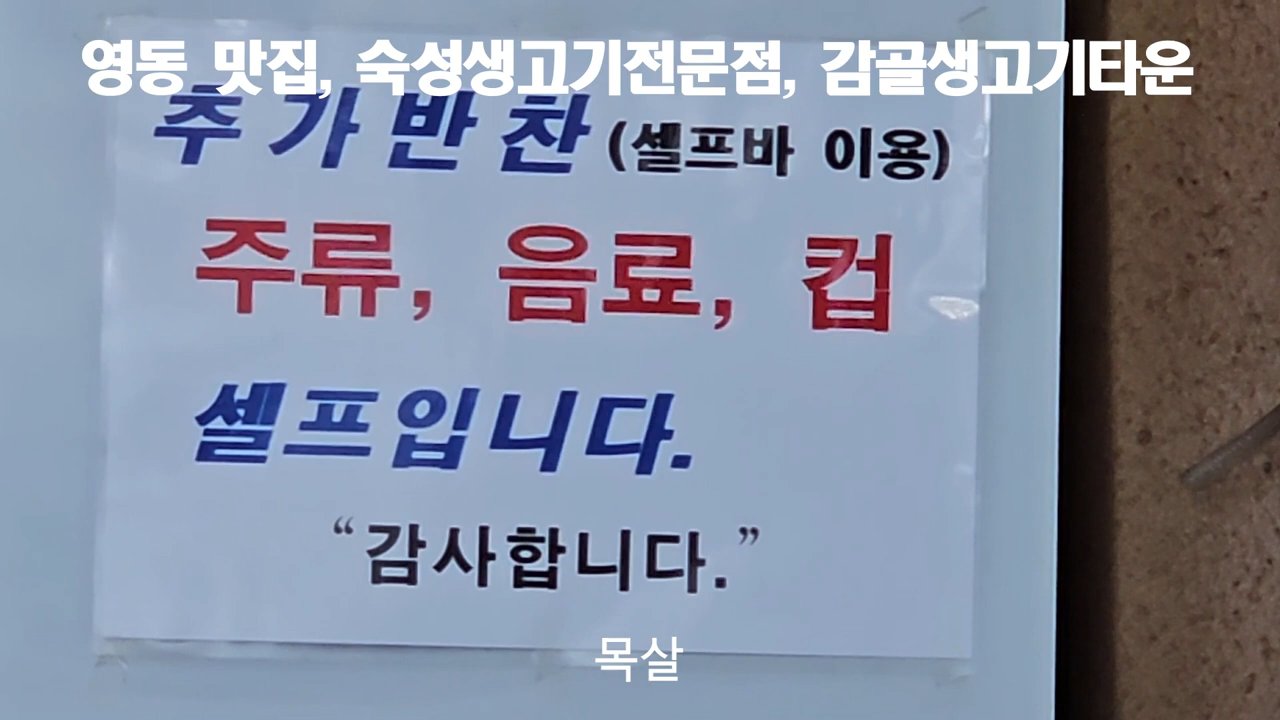 영동 맛집, 숙성생고기전문점, 감골생고기타운
추가반찬 (셀프바 이용)
주류, 음료, 컵
셀프입니다.
“감사합니다.”
목살